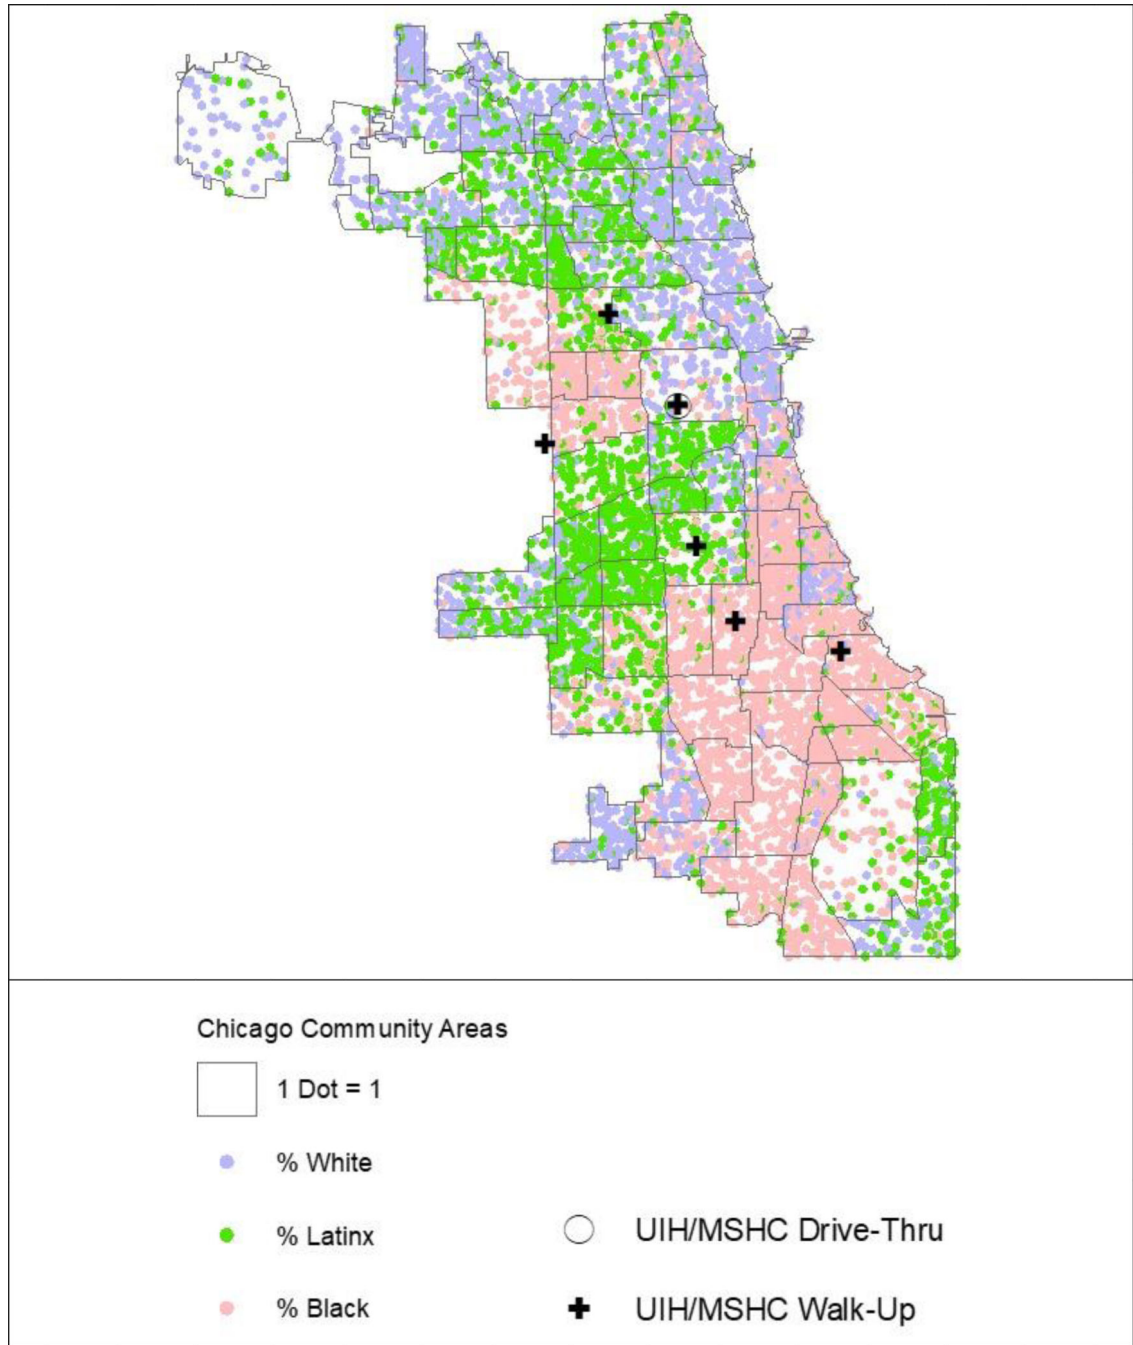 Chicago Community Areas
1 Dot = 1
% White
% Latinx
% Black
UIH/MSHC Drive-Thru
UIH/MSHC Walk-Up